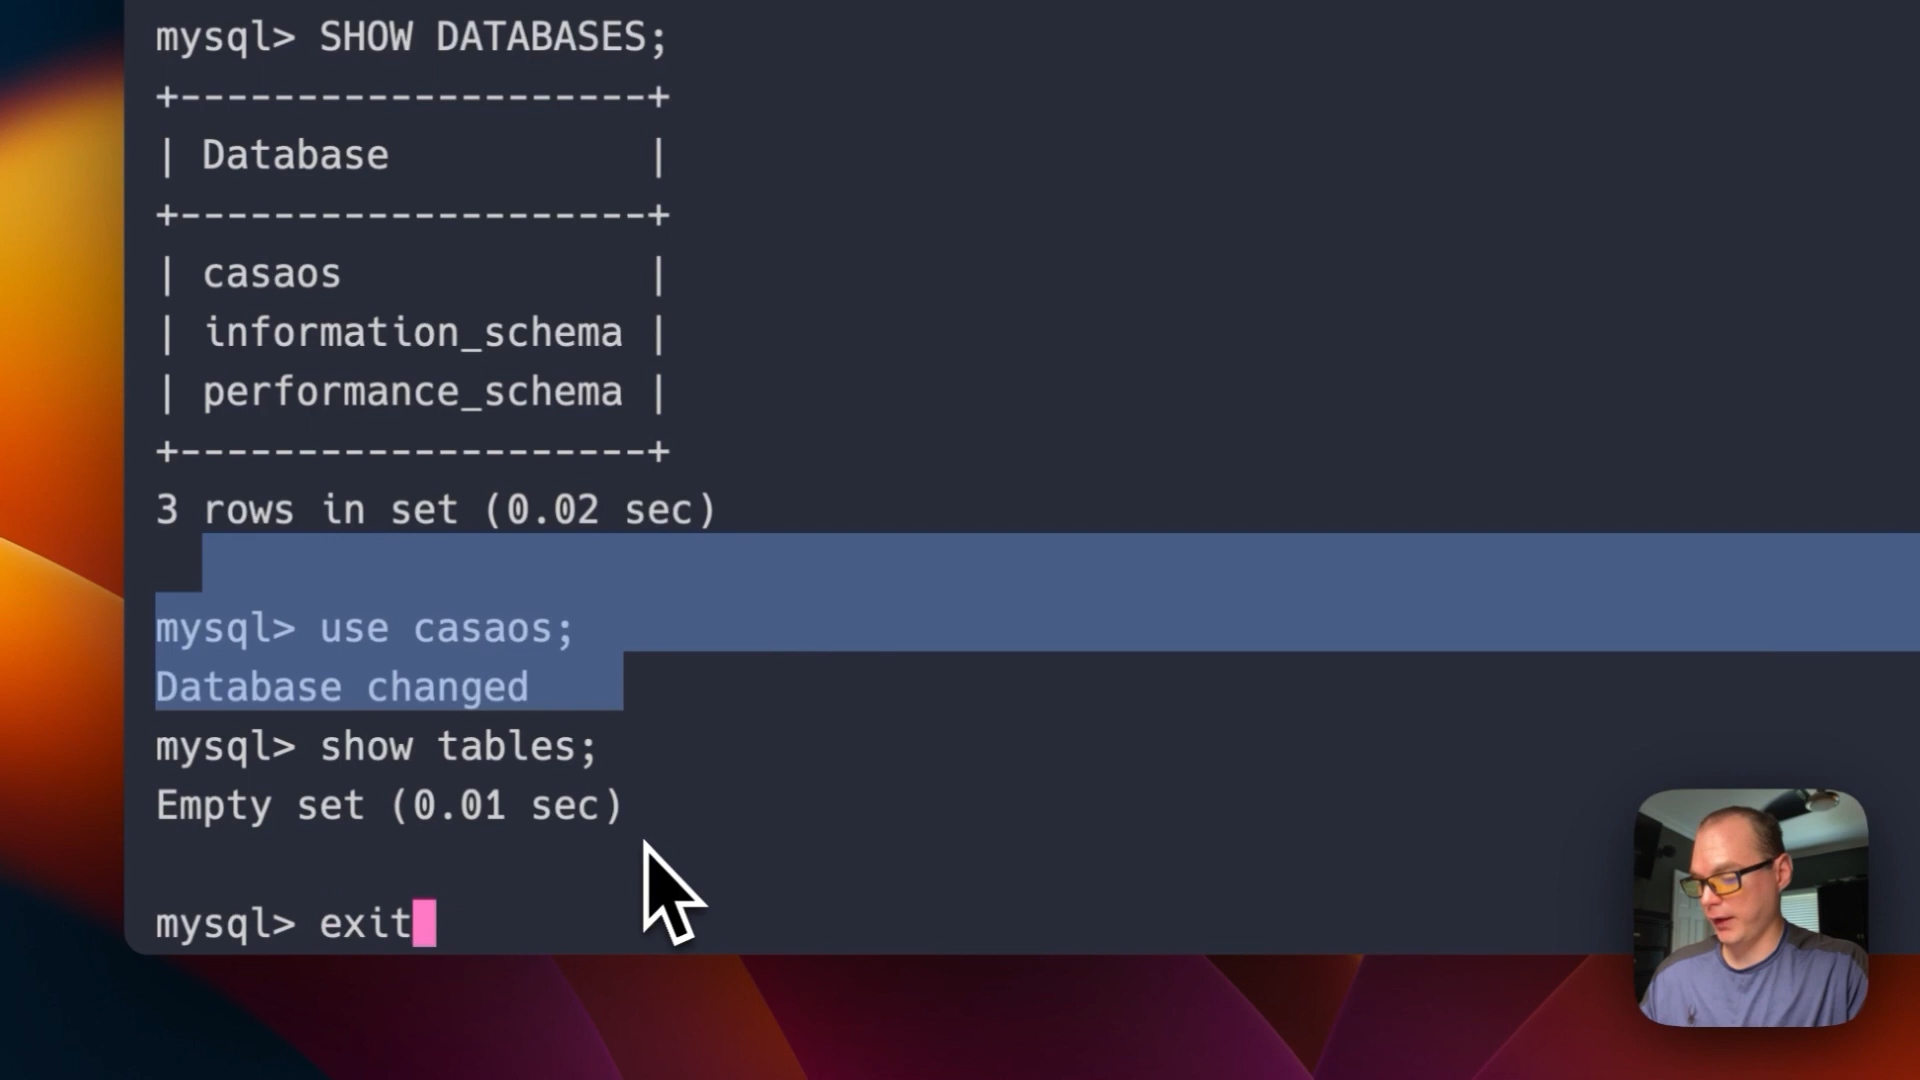 mysql> SHOW DATABASES;
+--------------------+
| Database           |
+--------------------+
| casaos             |
| information_schema |
| performance_schema |
+--------------------+
3 rows in set (0.02 sec)
mysql> use casaos;
Database changed
mysql> show tables;
Empty set (0.01 sec)
mysql> exit